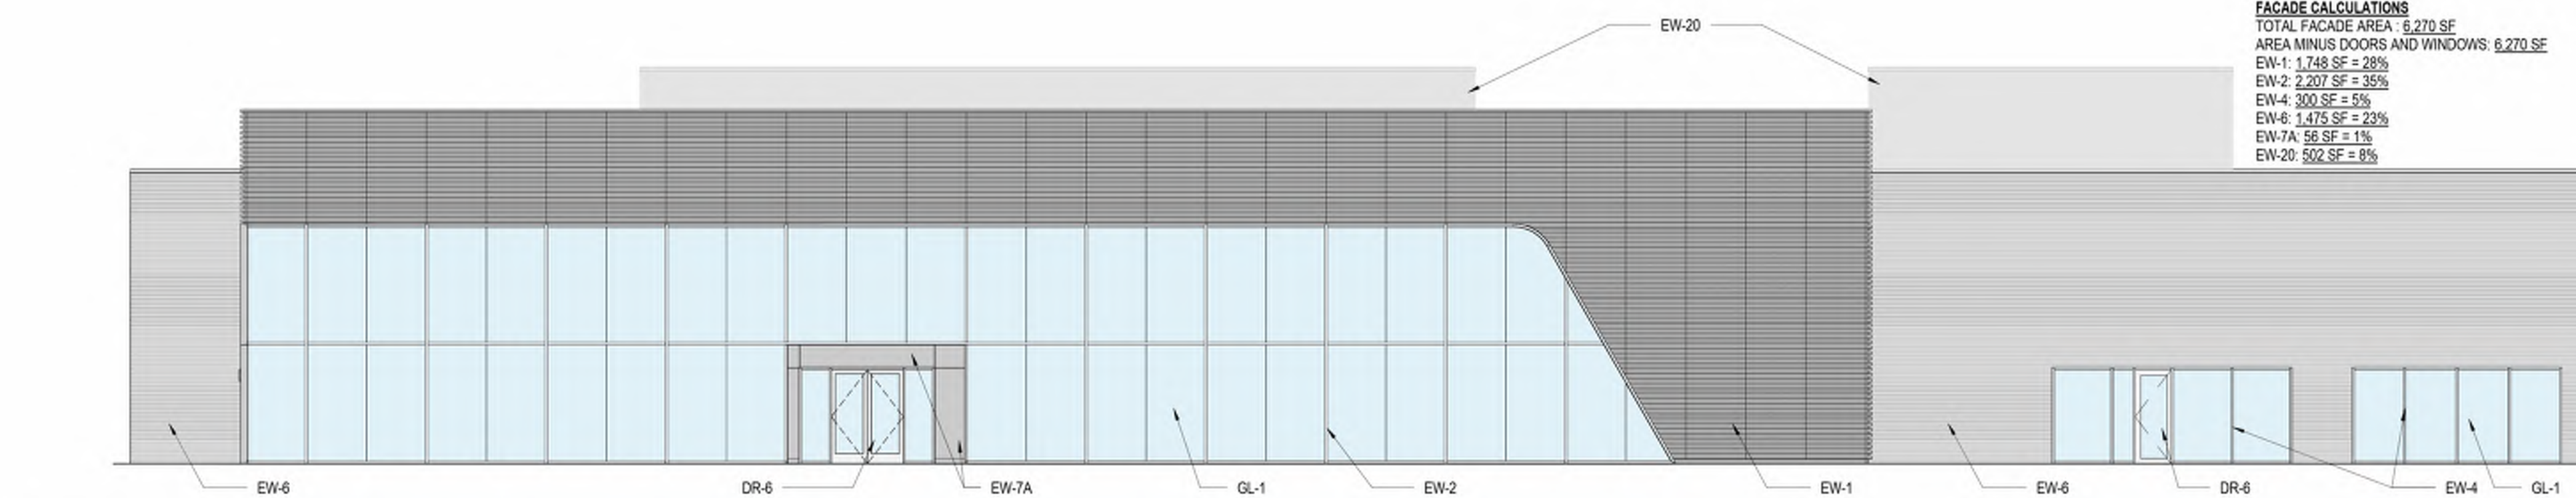 EW-20
FACADE CALCULATIONS
TOTAL FACADE AREA : 6,270 SF
AREA MINUS DOORS AND WINDOWS: 6,270 SF
EW-1: 1,748 SF = 28%
EW-2: 2,207 SF = 35%
EW-4: 300 SF = 5%
EW-6: 1,475 SF = 23%
EW-7A: 56 SF = 1%
EW-20: 502 SF = 8%
EW-6
DR-6
EW-7A
GL-1
EW-2
EW-1
EW-6
DR-6
EW-4
GL-1